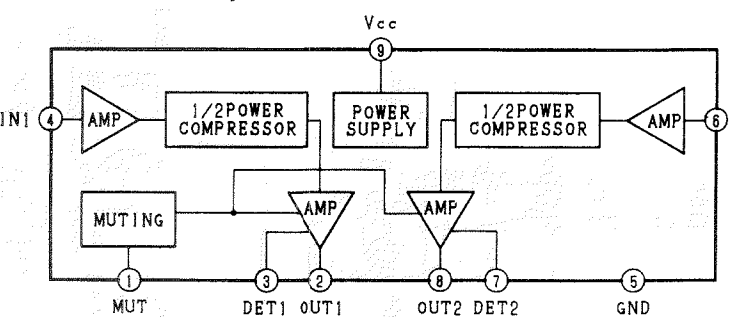 Vcc
9
IN1 4 AMP 1/2POWER COMPRESSOR
POWER SUPPLY
1/2POWER COMPRESSOR AMP 6
MUTING
AMP
AMP
1 3 2 8 7 5
MUT DET1 OUT1 OUT2 DET2 GND